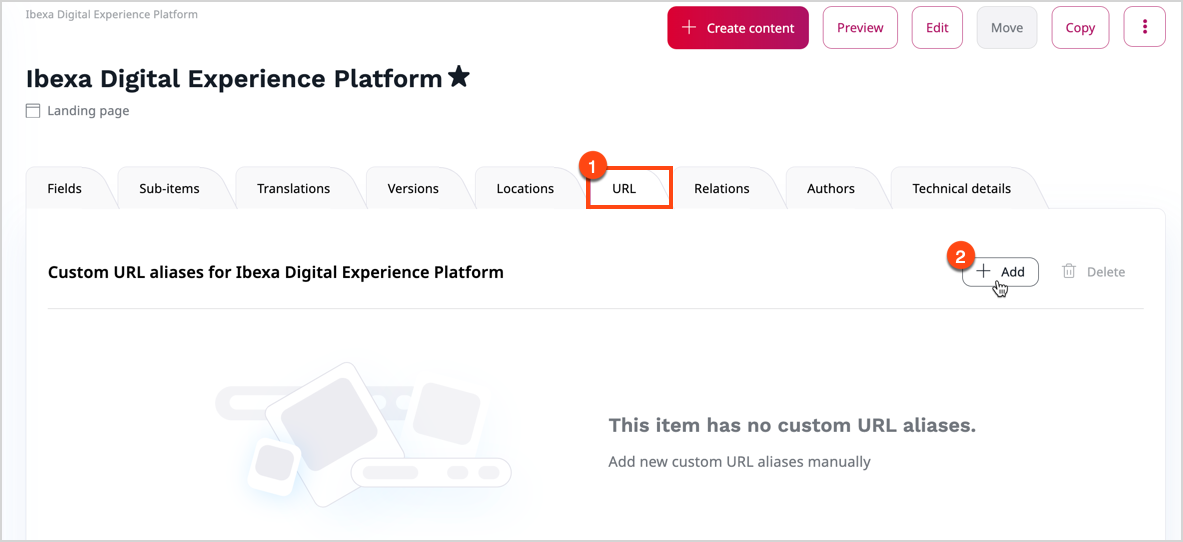 Ibexa Digital Experience Platform
Create content
Preview
Edit
Move
Copy
Ibexa Digital Experience Platform
Landing page
1
Fields
Sub-items
Translations
Versions
Locations
URL
Relations
Authors
Technical details
Custom URL aliases for Ibexa Digital Experience Platform
2
Add
Delete
This item has no custom URL aliases.
Add new custom URL aliases manually